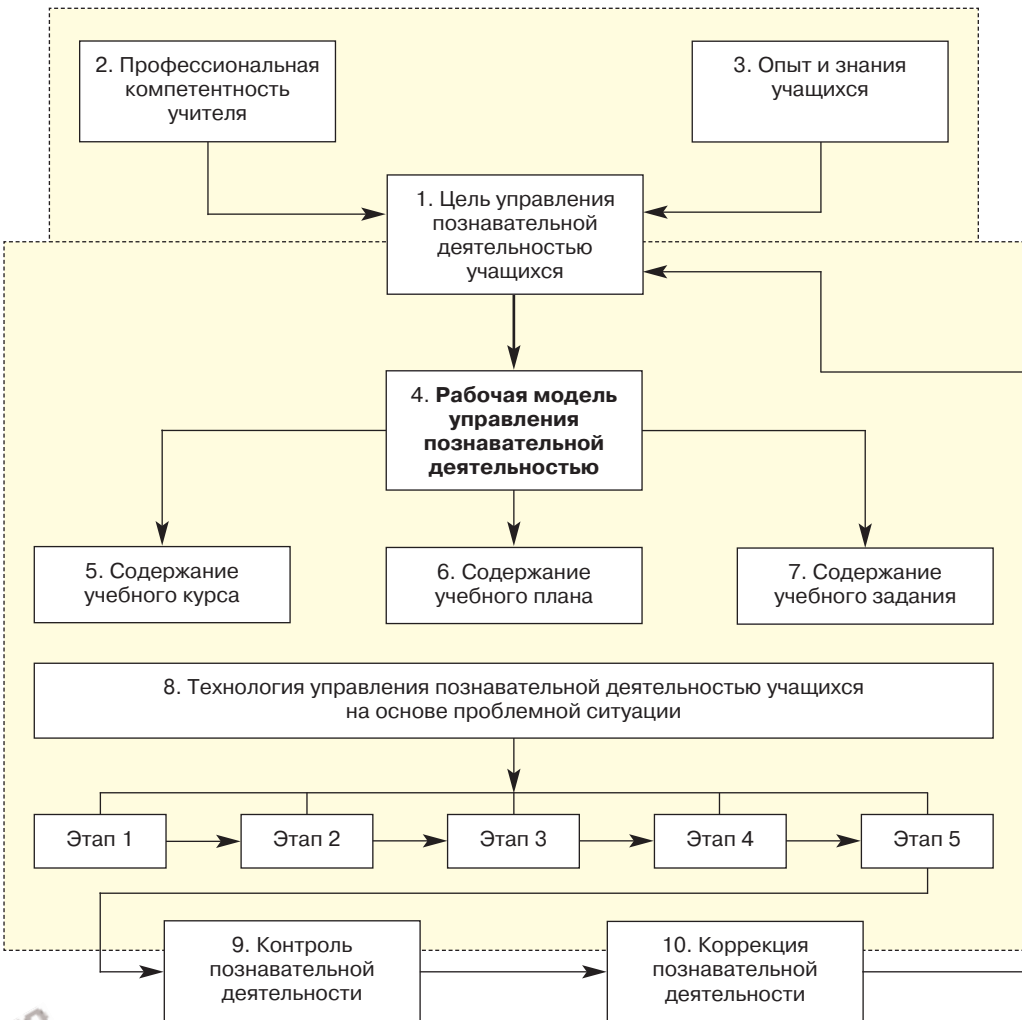 2. Профессиональная
компетентность
учителя
3. Опыт и знания
учащихся
1. Цель управления
познавательной
деятельностью
учащихся
4. Рабочая модель
управления
познавательной
деятельностью
5. Содержание
учебного курса
6. Содержание
учебного плана
7. Содержание
учебного задания
8. Технология управления познавательной деятельностью учащихся
на основе проблемной ситуации
Этап 1
Этап 2
Этап 3
Этап 4
Этап 5
9. Контроль
познавательной
деятельности
10. Коррекция
познавательной
деятельности